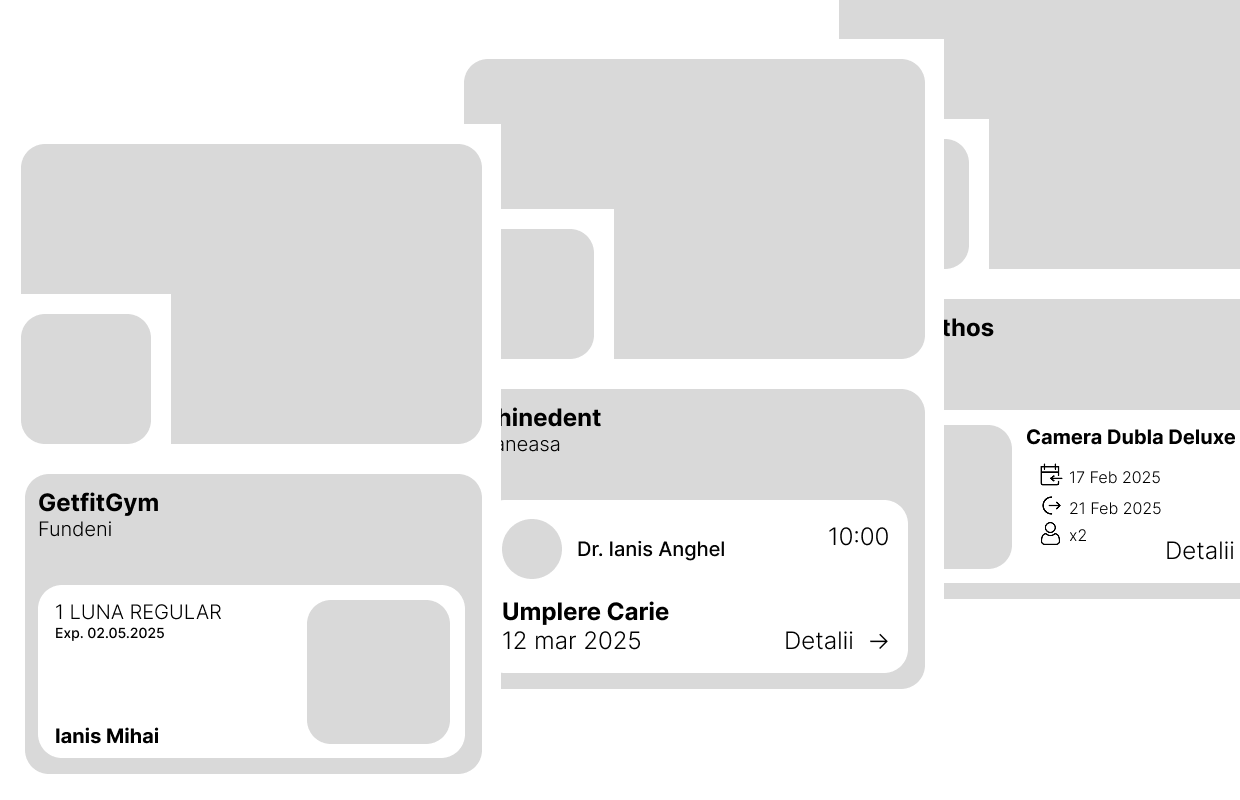 GetfitGym
Fundeni
1 LUNA REGULAR
Exp. 02.05.2025
Ianis Mihai
hinedent
aneasa
Dr. Ianis Anghel
10:00
Umplere Carie
12 mar 2025
Detalii →
thos
Camera Dubla Deluxe
17 Feb 2025
21 Feb 2025
x2
Detalii